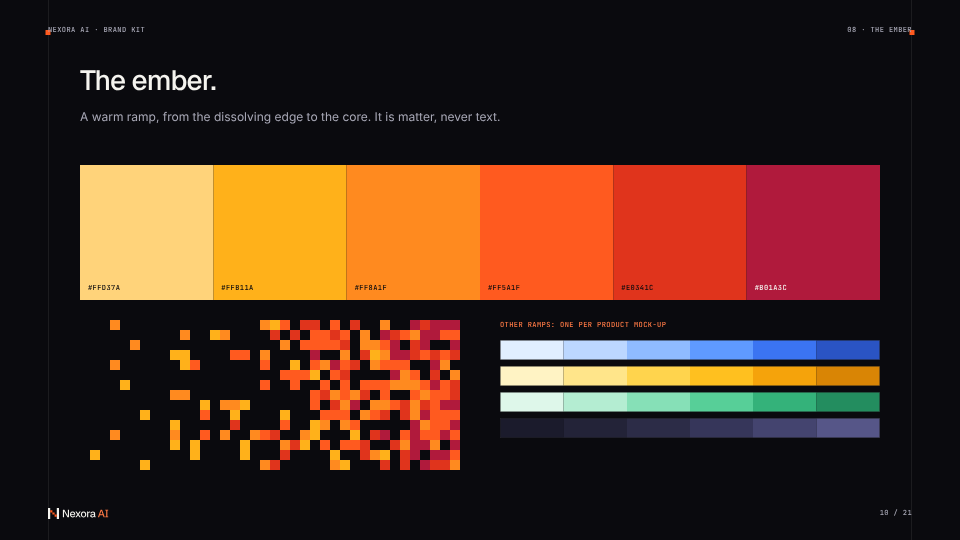 NEXORA AI · BRAND KIT
08 · THE EMBER
The ember.
A warm ramp, from the dissolving edge to the core. It is matter, never text.
#FFD37A
#FFB11A
#FF8A1F
#FF5A1F
#E0341C
#B01A3C
OTHER RAMPS: ONE PER PRODUCT MOCK-UP
Nexora AI
10 / 21